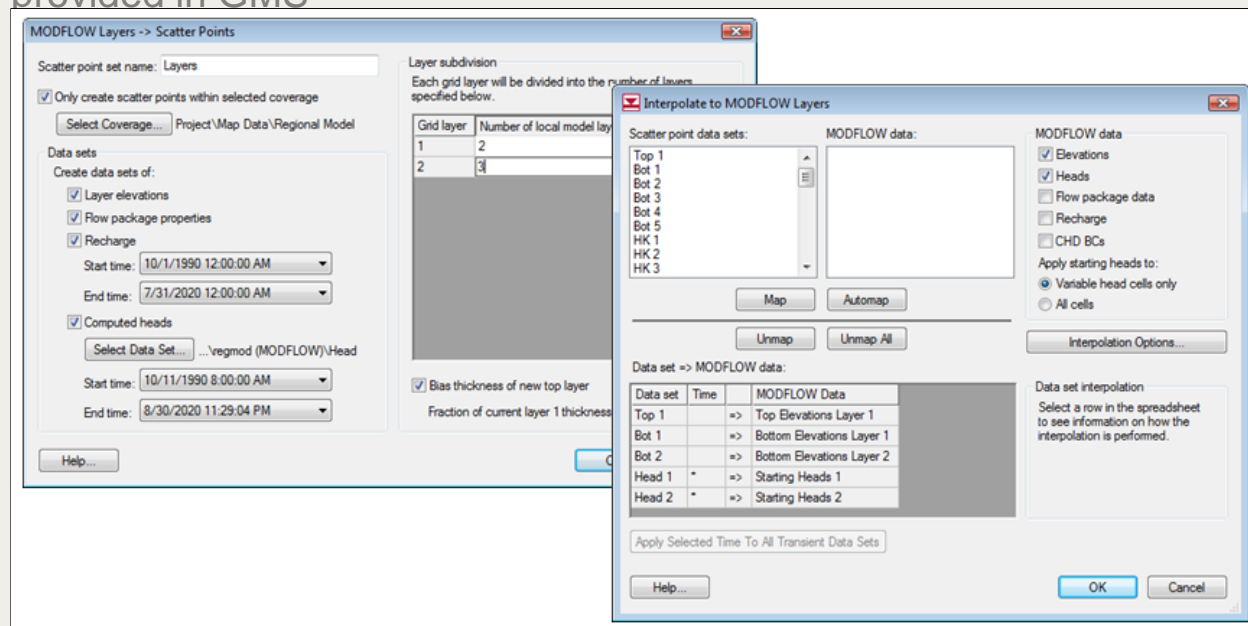 provided in GMS
MODFLOW Layers -> Scatter Points
Scatter point set name: Layers
Only create scatter points within selected coverage
Select Coverage... Project\Map Data\Regional Model
Data sets
Create data sets of:
Layer elevations
Flow package properties
Recharge
Start time: 10/1/1990 12:00:00 AM
End time: 7/31/2020 12:00:00 AM
Computed heads
Select Data Set... ...\regmod (MODFLOW)\Head
Start time: 10/11/1990 8:00:00 AM
End time: 8/30/2020 11:29:04 PM
Help...
Layer subdivision
Each grid layer will be divided into the number of layers
specified below.
Grid layer Number of local model lay
1 2
2 3
Bias thickness of new top layer
Fraction of current layer 1 thickness
Interpolate to MODFLOW Layers
Scatter point data sets: MODFLOW data:
Top 1
Bot 1
Bot 2
Bot 3
Bot 4
Bot 5
HK 1
HK 2
HK 3
Map Automap
Unmap Unmap All
Data set => MODFLOW data:
Data set Time MODFLOW Data
Top 1 => Top Elevations Layer 1
Bot 1 => Bottom Elevations Layer 1
Bot 2 => Bottom Elevations Layer 2
Head 1 * => Starting Heads 1
Head 2 * => Starting Heads 2
Apply Selected Time To All Transient Data Sets
Help...
MODFLOW data
Elevations
Heads
Flow package data
Recharge
CHD BCs
Apply starting heads to:
Variable head cells only
All cells
Interpolation Options...
Data set interpolation
Select a row in the spreadsheet
to see information on how the
interpolation is performed.
OK Cancel